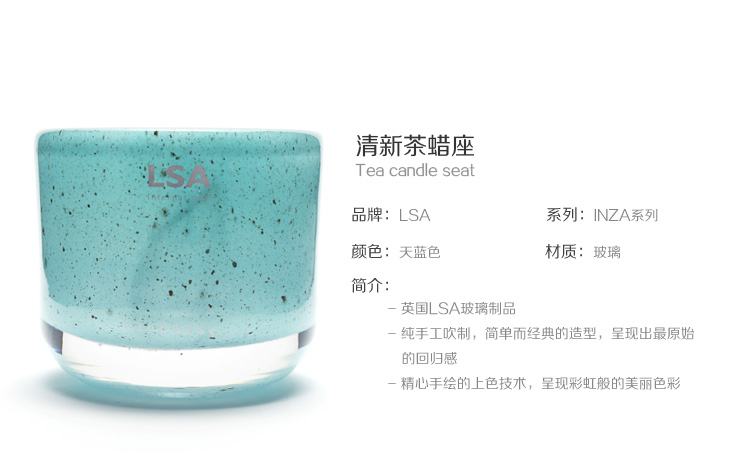 LSA
清新茶蜡座
Tea candle seat
品牌：LSA 系列：INZA系列
颜色：天蓝色 材质：玻璃
简介：
– 英国LSA玻璃制品
– 纯手工吹制，简单而经典的造型，呈现出最原始
的回归感
– 精心手绘的上色技术，呈现彩虹般的美丽色彩